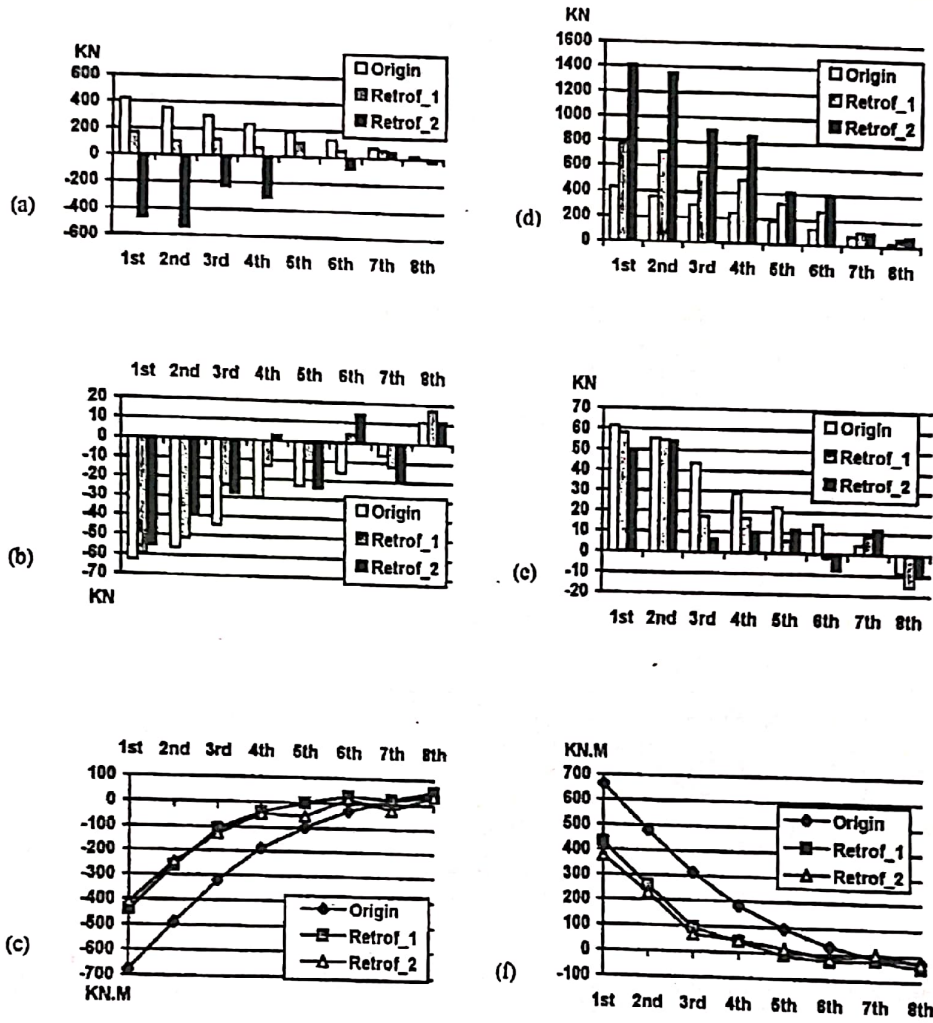 (a)
KN
600
400
200
0
-200
-400
-600
Origin
Retrof_1
Retrof_2
1st 2nd 3rd 4th 5th 6th 7th 8th
(d)
KN
1600
1400
1200
1000
800
600
400
200
0
Origin
Retrof_1
Retrof_2
1st 2nd 3rd 4th 5th 6th 7th 8th
(b)
1st 2nd 3rd 4th 5th 6th 7th 8th
20
10
0
-10
-20
-30
-40
-50
-60
-70
KN
Origin
Retrof_1
Retrof_2
(e)
KN
70
60
50
40
30
20
10
0
-10
-20
Origin
Retrof_1
Retrof_2
1st 2nd 3rd 4th 5th 6th 7th 8th
(c)
1st 2nd 3rd 4th 5th 6th 7th 8th
100
0
-100
-200
-300
-400
-500
-600
-700
KN.M
Origin
Retrof_1
Retrof_2
(f)
KN.M
700
600
500
400
300
200
100
0
-100
Origin
Retrof_1
Retrof_2
1st 2nd 3rd 4th 5th 6th 7th 8th